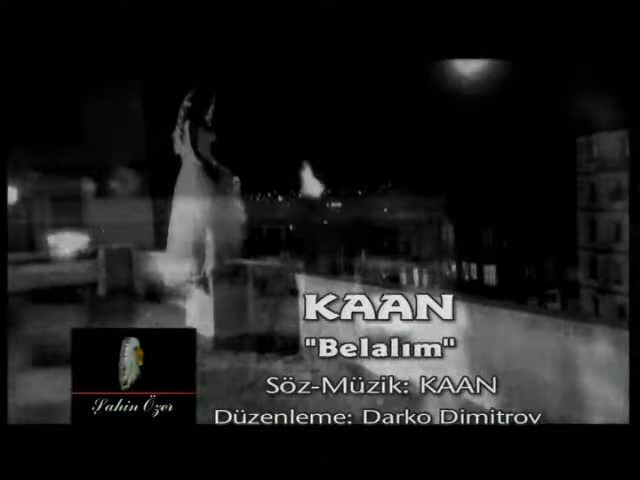 KAAN
"Belalım"
Söz-Müzik: KAAN
Düzenleme: Darko Dimitrov
Şahin Özer